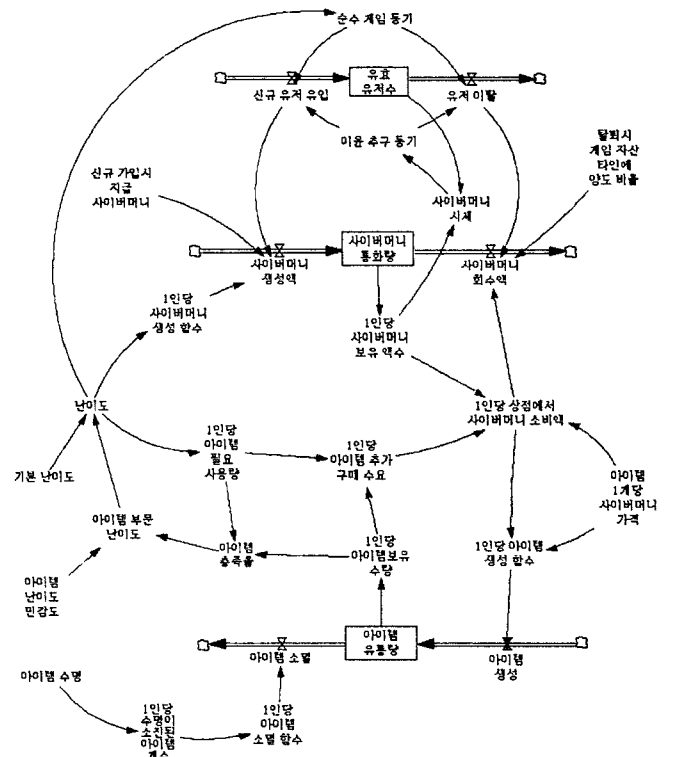 순수 게임 동기
유효
유저수
신규 유저 유입
유저 이탈
이윤 추구 동기
신규 가입시
지급
사이버머니
탈퇴시
게임 자산
타인에
양도 비율
사이버머니
시세
사이버머니
통화량
사이버머니
생성액
사이버머니
회수액
1인당
사이버머니
생성 함수
1인당
사이버머니
보유 액수
난이도
1인당 상점에서
사이버머니 소비액
1인당
아이템
필요
사용량
1인당
아이템 추가
구매 수요
기본 난이도
아이템
1개당
사이버머니
가격
아이템 부문
난이도
아이템
충족율
1인당
아이템보유
수량
1인당 아이템
생성 함수
아이템
난이도
민감도
아이템
유통량
아이템 소멸
아이템
생성
아이템 수명
1인당
수명이
소진된
아이템
개수
1인당
아이템
소멸 함수